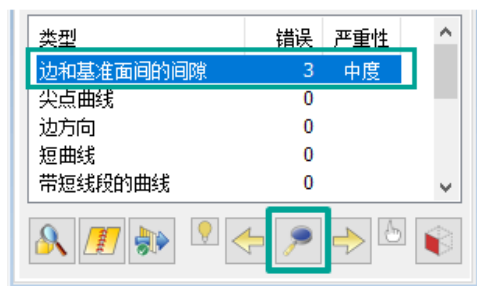 类型 错误 严重性
边和基准面间的间隙 3 中度
尖点曲线 0
边方向 0
短曲线 0
带短线段的曲线 0